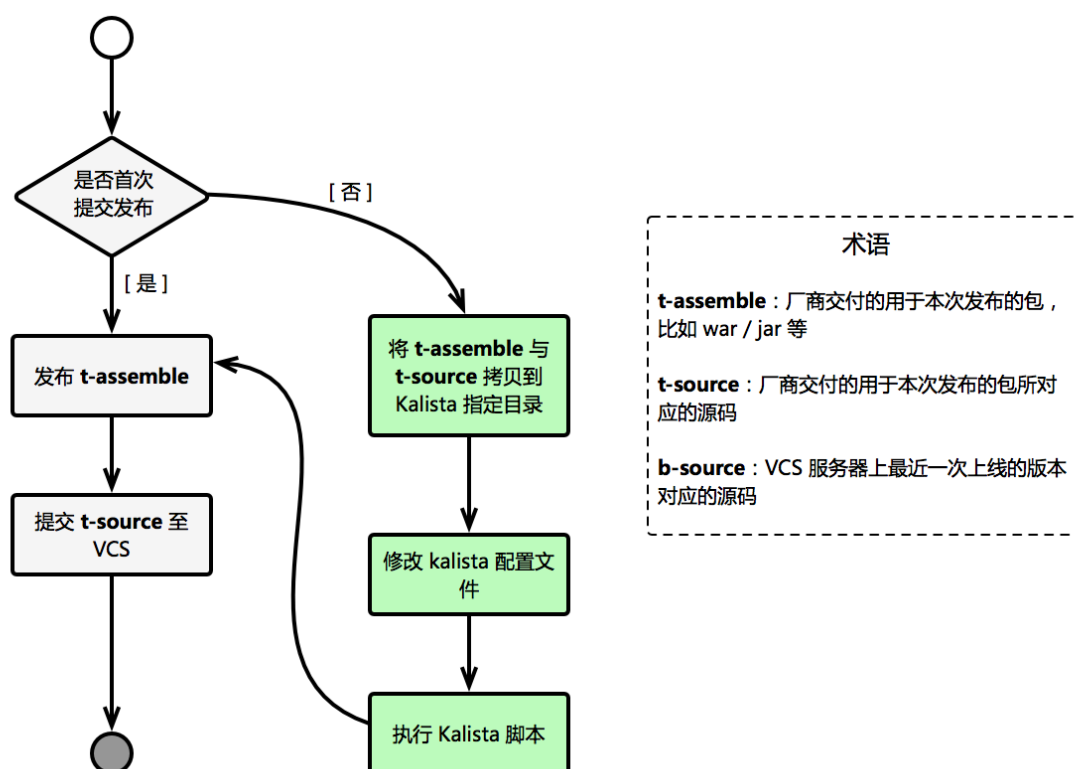 是否首次
提交发布
[ 否 ]
[ 是 ]
发布 t-assemble
提交 t-source 至
VCS
将 t-assemble 与
t-source 拷贝到
Kalista 指定目录
修改 kalista 配置文
件
执行 Kalista 脚本
术语
t-assemble：厂商交付的用于本次发布的包，
比如 war / jar 等
t-source：厂商交付的用于本次发布的包所对
应的源码
b-source：VCS 服务器上最近一次上线的版本
对应的源码